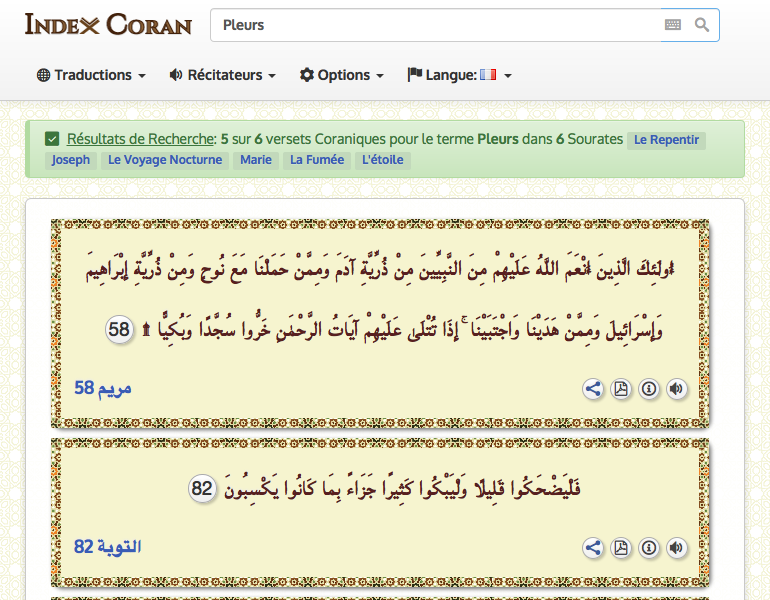 INDEX CORAN
Pleurs
Traductions Récitateurs Options Langue:
Résultats de Recherche: 5 sur 6 versets Coraniques pour le terme Pleurs dans 6 Sourates Le Repentir
Joseph Le Voyage Nocturne Marie La Fumée L'étoile
أُولَٰئِكَ الَّذِينَ أَنْعَمَ اللَّهُ عَلَيْهِمْ مِنَ النَّبِيِّينَ مِنْ ذُرِّيَّةِ آدَمَ وَمِمَّنْ حَمَلْنَا مَعَ نُوحٍ وَمِنْ ذُرِّيَّةِ إِبْرَاهِيمَ
وَإِسْرَائِيلَ وَمِمَّنْ هَدَيْنَا وَاجْتَبَيْنَا ۚ إِذَا تُتْلَىٰ عَلَيْهِمْ آيَاتُ الرَّحْمَٰنِ خَرُّوا سُجَّدًا وَبُكِيًّا ۩ 58
مريم 58
فَلْيَضْحَكُوا قَلِيلًا وَلْيَبْكُوا كَثِيرًا جَزَاءً بِمَا كَانُوا يَكْسِبُونَ 82
التوبة 82